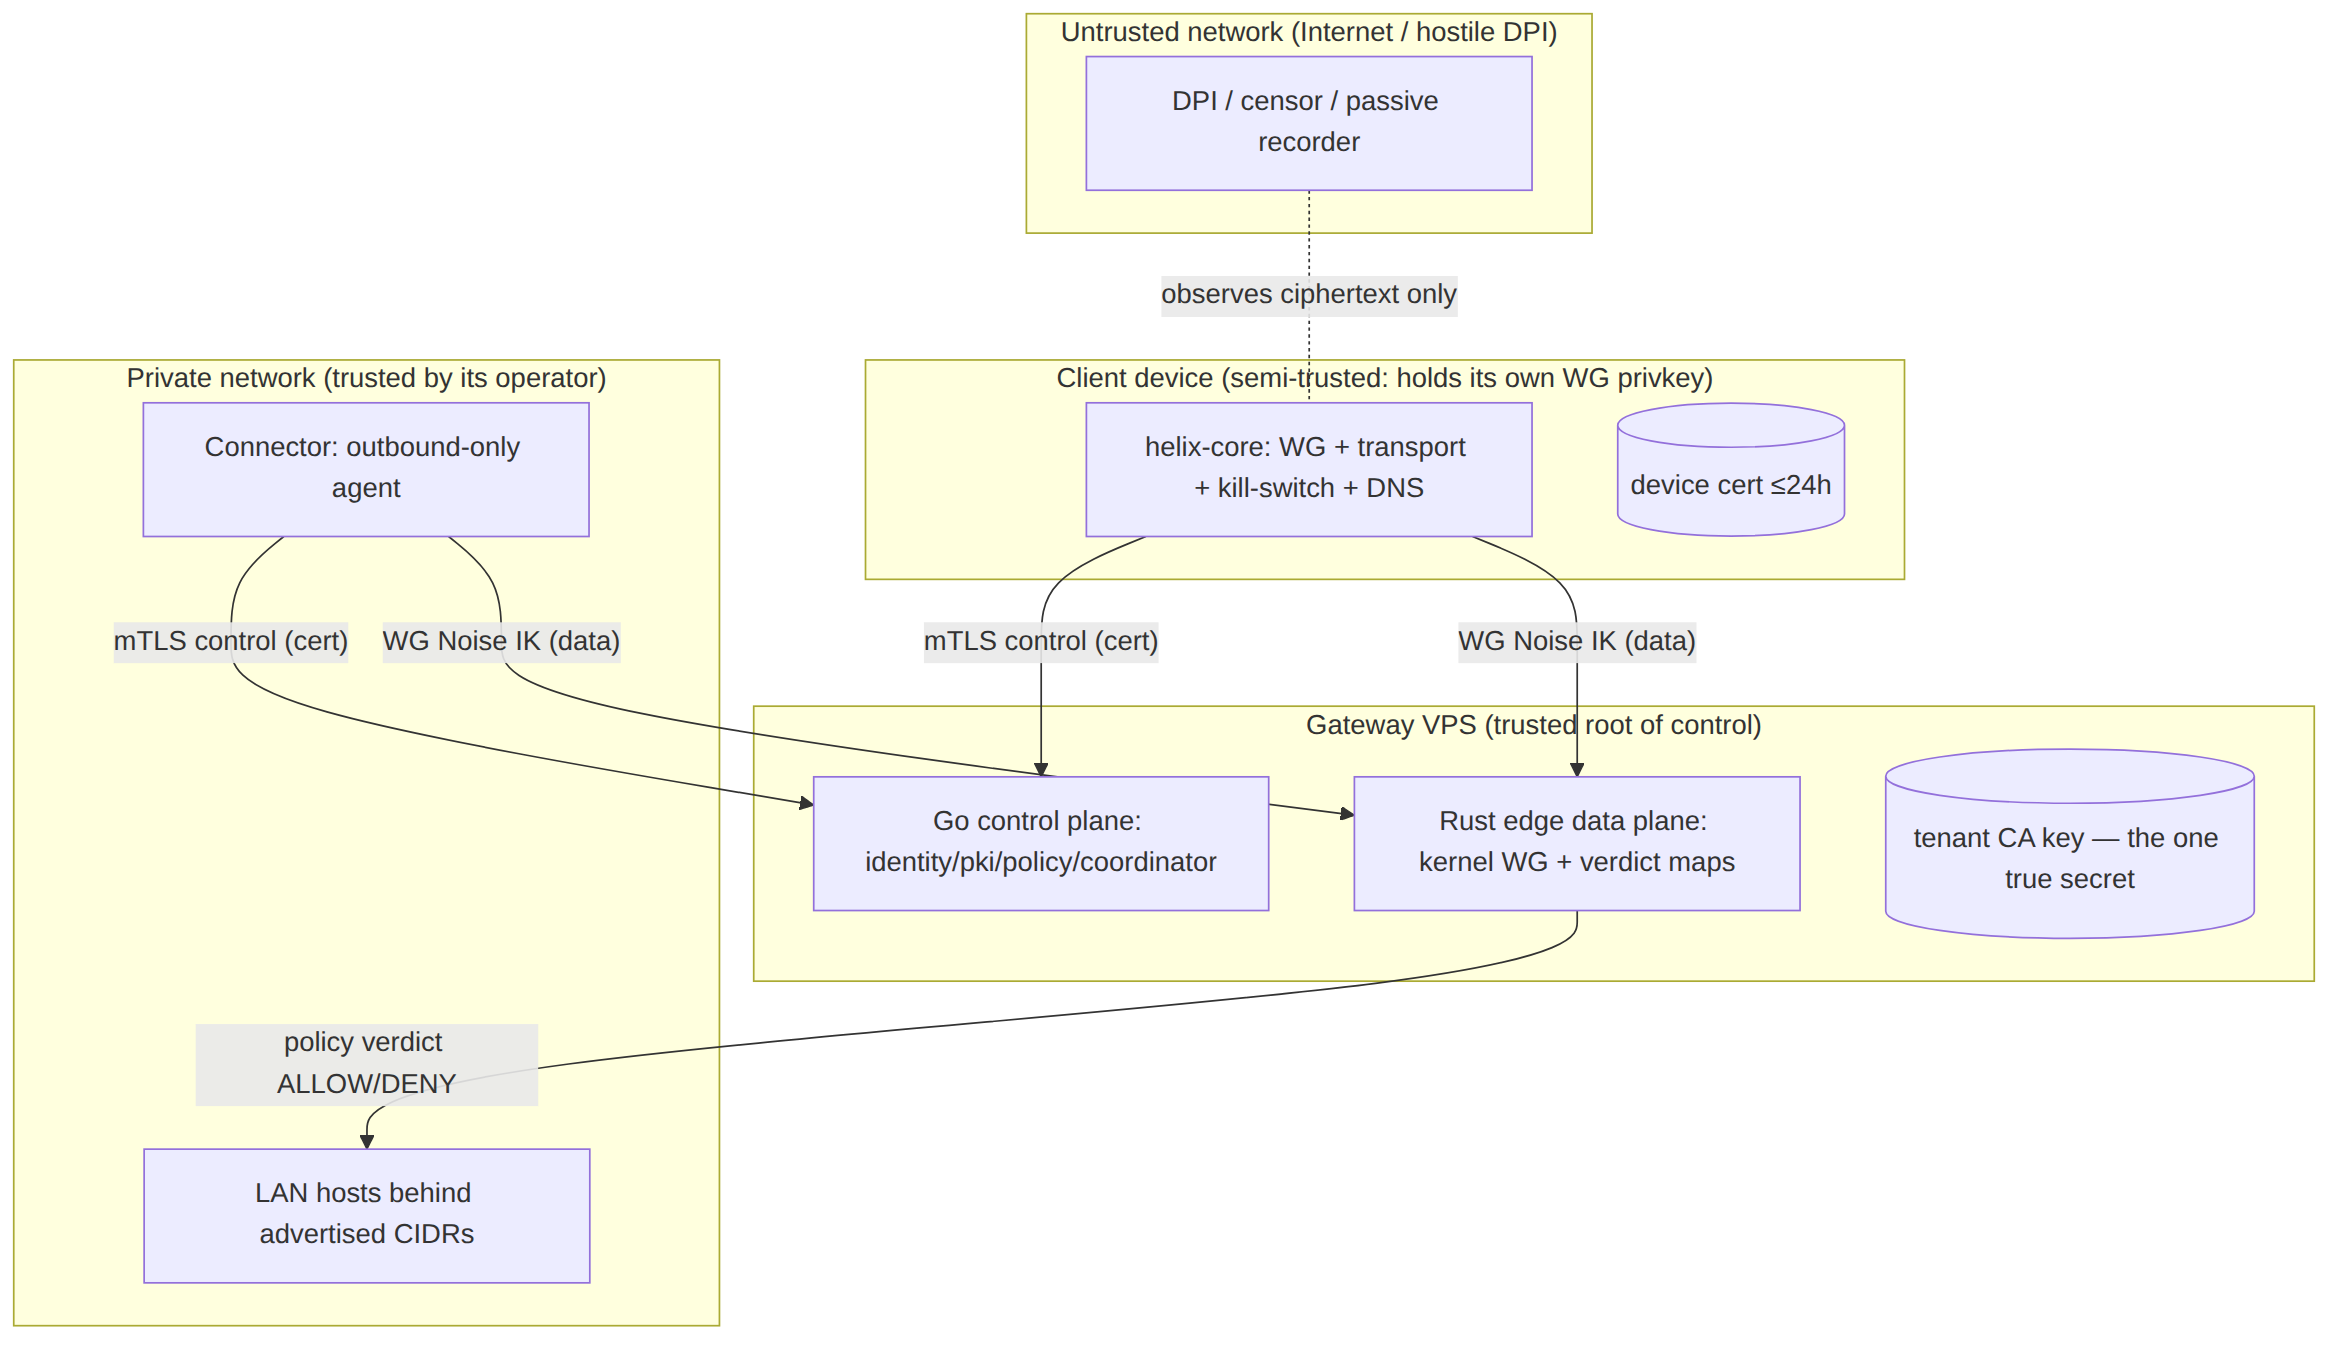 Untrusted network (Internet / hostile DPI)
DPI / censor / passive
recorder
observes ciphertext only
Private network (trusted by its operator)
Connector: outbound-only
agent
Client device (semi-trusted: holds its own WG privkey)
helix-core: WG + transport
+ kill-switch + DNS
device cert ≤24h
mTLS control (cert)
WG Noise IK (data)
mTLS control (cert)
WG Noise IK (data)
Gateway VPS (trusted root of control)
Go control plane:
identity/pki/policy/coordinator
Rust edge data plane:
kernel WG + verdict maps
tenant CA key — the one
true secret
policy verdict
ALLOW/DENY
LAN hosts behind
advertised CIDRs